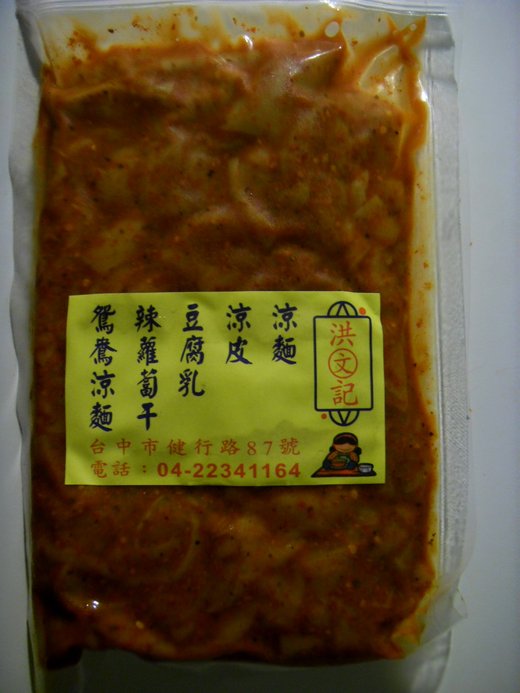 洪文記
涼麵
涼皮
豆腐乳
辣蘿蔔干
鴛鴦涼麵
台中市健行路87號
電話：04-22341164